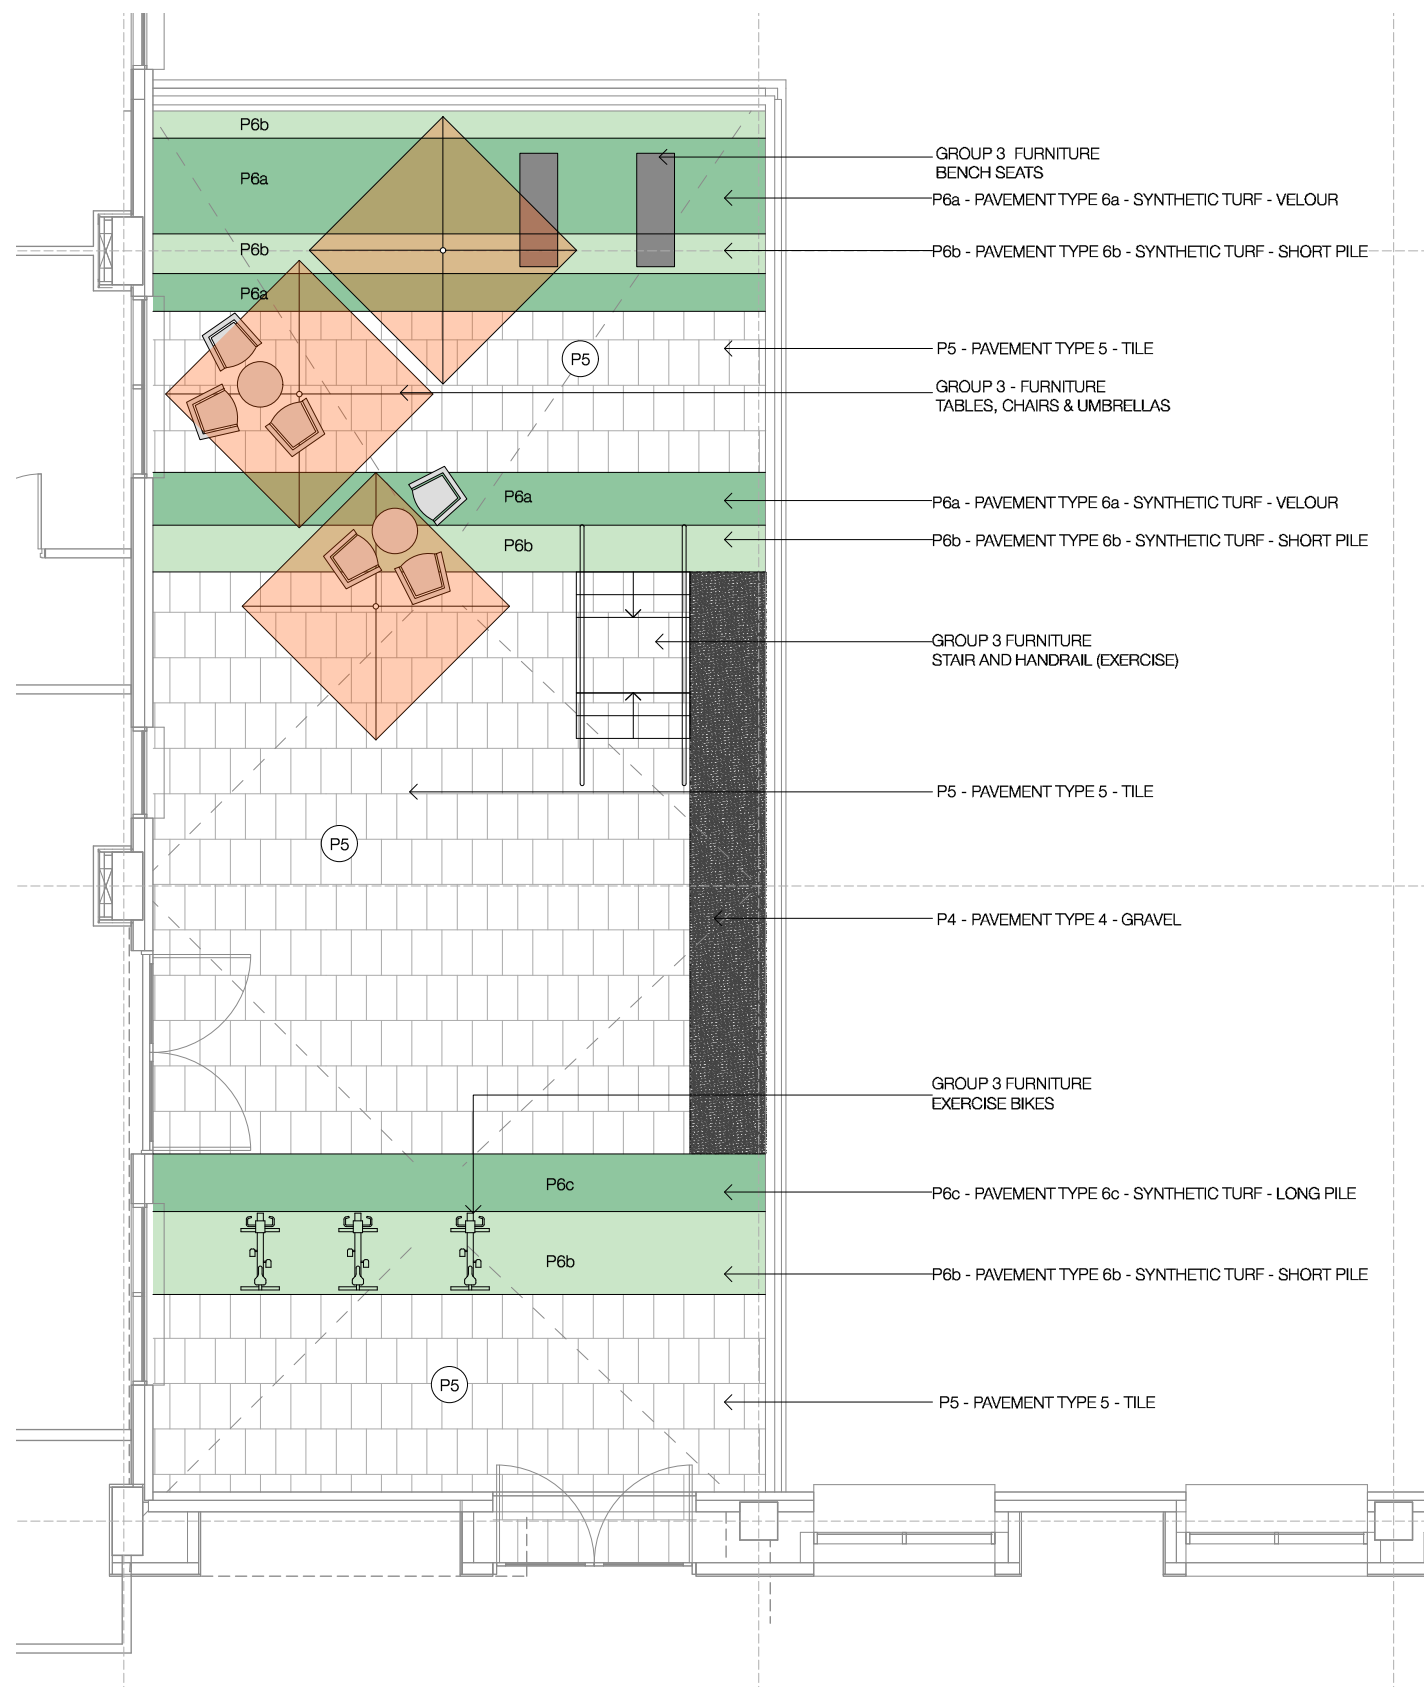 P6b
P6a
P6b
P6a
P5
GROUP 3 FURNITURE
BENCH SEATS
P6a - PAVEMENT TYPE 6a - SYNTHETIC TURF - VELOUR
P6b - PAVEMENT TYPE 6b - SYNTHETIC TURF - SHORT PILE
P5 - PAVEMENT TYPE 5 - TILE
GROUP 3 - FURNITURE
TABLES, CHAIRS & UMBRELLAS
P6a
P6a - PAVEMENT TYPE 6a - SYNTHETIC TURF - VELOUR
P6b
P6b - PAVEMENT TYPE 6b - SYNTHETIC TURF - SHORT PILE
GROUP 3 FURNITURE
STAIR AND HANDRAIL (EXERCISE)
P5 - PAVEMENT TYPE 5 - TILE
P5
P4 - PAVEMENT TYPE 4 - GRAVEL
GROUP 3 FURNITURE
EXERCISE BIKES
P6c
P6c - PAVEMENT TYPE 6c - SYNTHETIC TURF - LONG PILE
P6b
P6b - PAVEMENT TYPE 6b - SYNTHETIC TURF - SHORT PILE
P5
P5 - PAVEMENT TYPE 5 - TILE